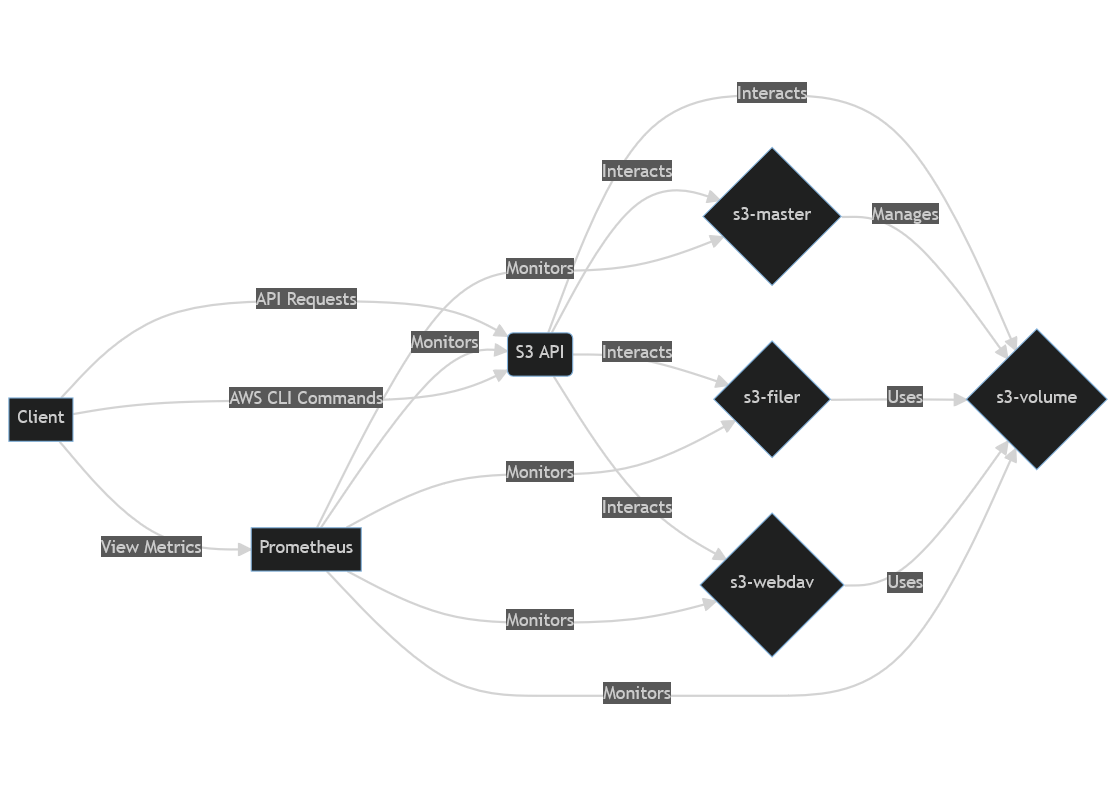 Interacts
Interacts
s3-master
Manages
Monitors
API Requests
Monitors
S3 API
Interacts
AWS CLI Commands
s3-filer
Uses
s3-volume
Client
Monitors
Interacts
View Metrics
Prometheus
s3-webdav
Uses
Monitors
Monitors